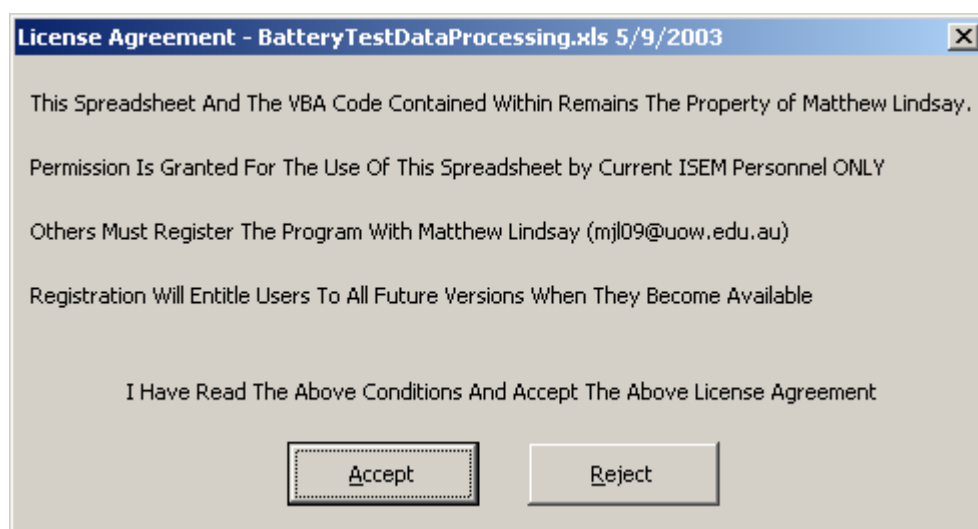 License Agreement - BatteryTestDataProcessing.xls 5/9/2003
This Spreadsheet And The VBA Code Contained Within Remains The Property of Matthew Lindsay.
Permission Is Granted For The Use Of This Spreadsheet by Current ISEM Personnel ONLY
Others Must Register The Program With Matthew Lindsay (mjl09@uow.edu.au)
Registration Will Entitle Users To All Future Versions When They Become Available
I Have Read The Above Conditions And Accept The Above License Agreement
Accept Reject